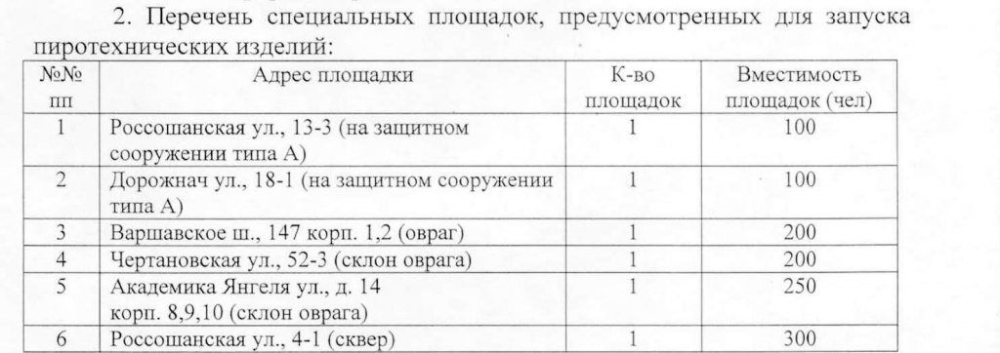 2. Перечень специальных площадок, предусмотренных для запуска
пиротехнических изделий:
№№ пп Адрес площадки К-во площадок Вместимость площадок (чел)
1 Россошанская ул., 13-3 (на защитном сооружении типа А) 1 100
2 Дорожнач ул., 18-1 (на защитном сооружении типа А) 1 100
3 Варшавское ш., 147 корп. 1,2 (овраг) 1 200
4 Чертановская ул., 52-3 (склон оврага) 1 200
5 Академика Янгеля ул., д. 14 корп. 8,9,10 (склон оврага) 1 250
6 Россошанская ул., 4-1 (сквер) 1 300